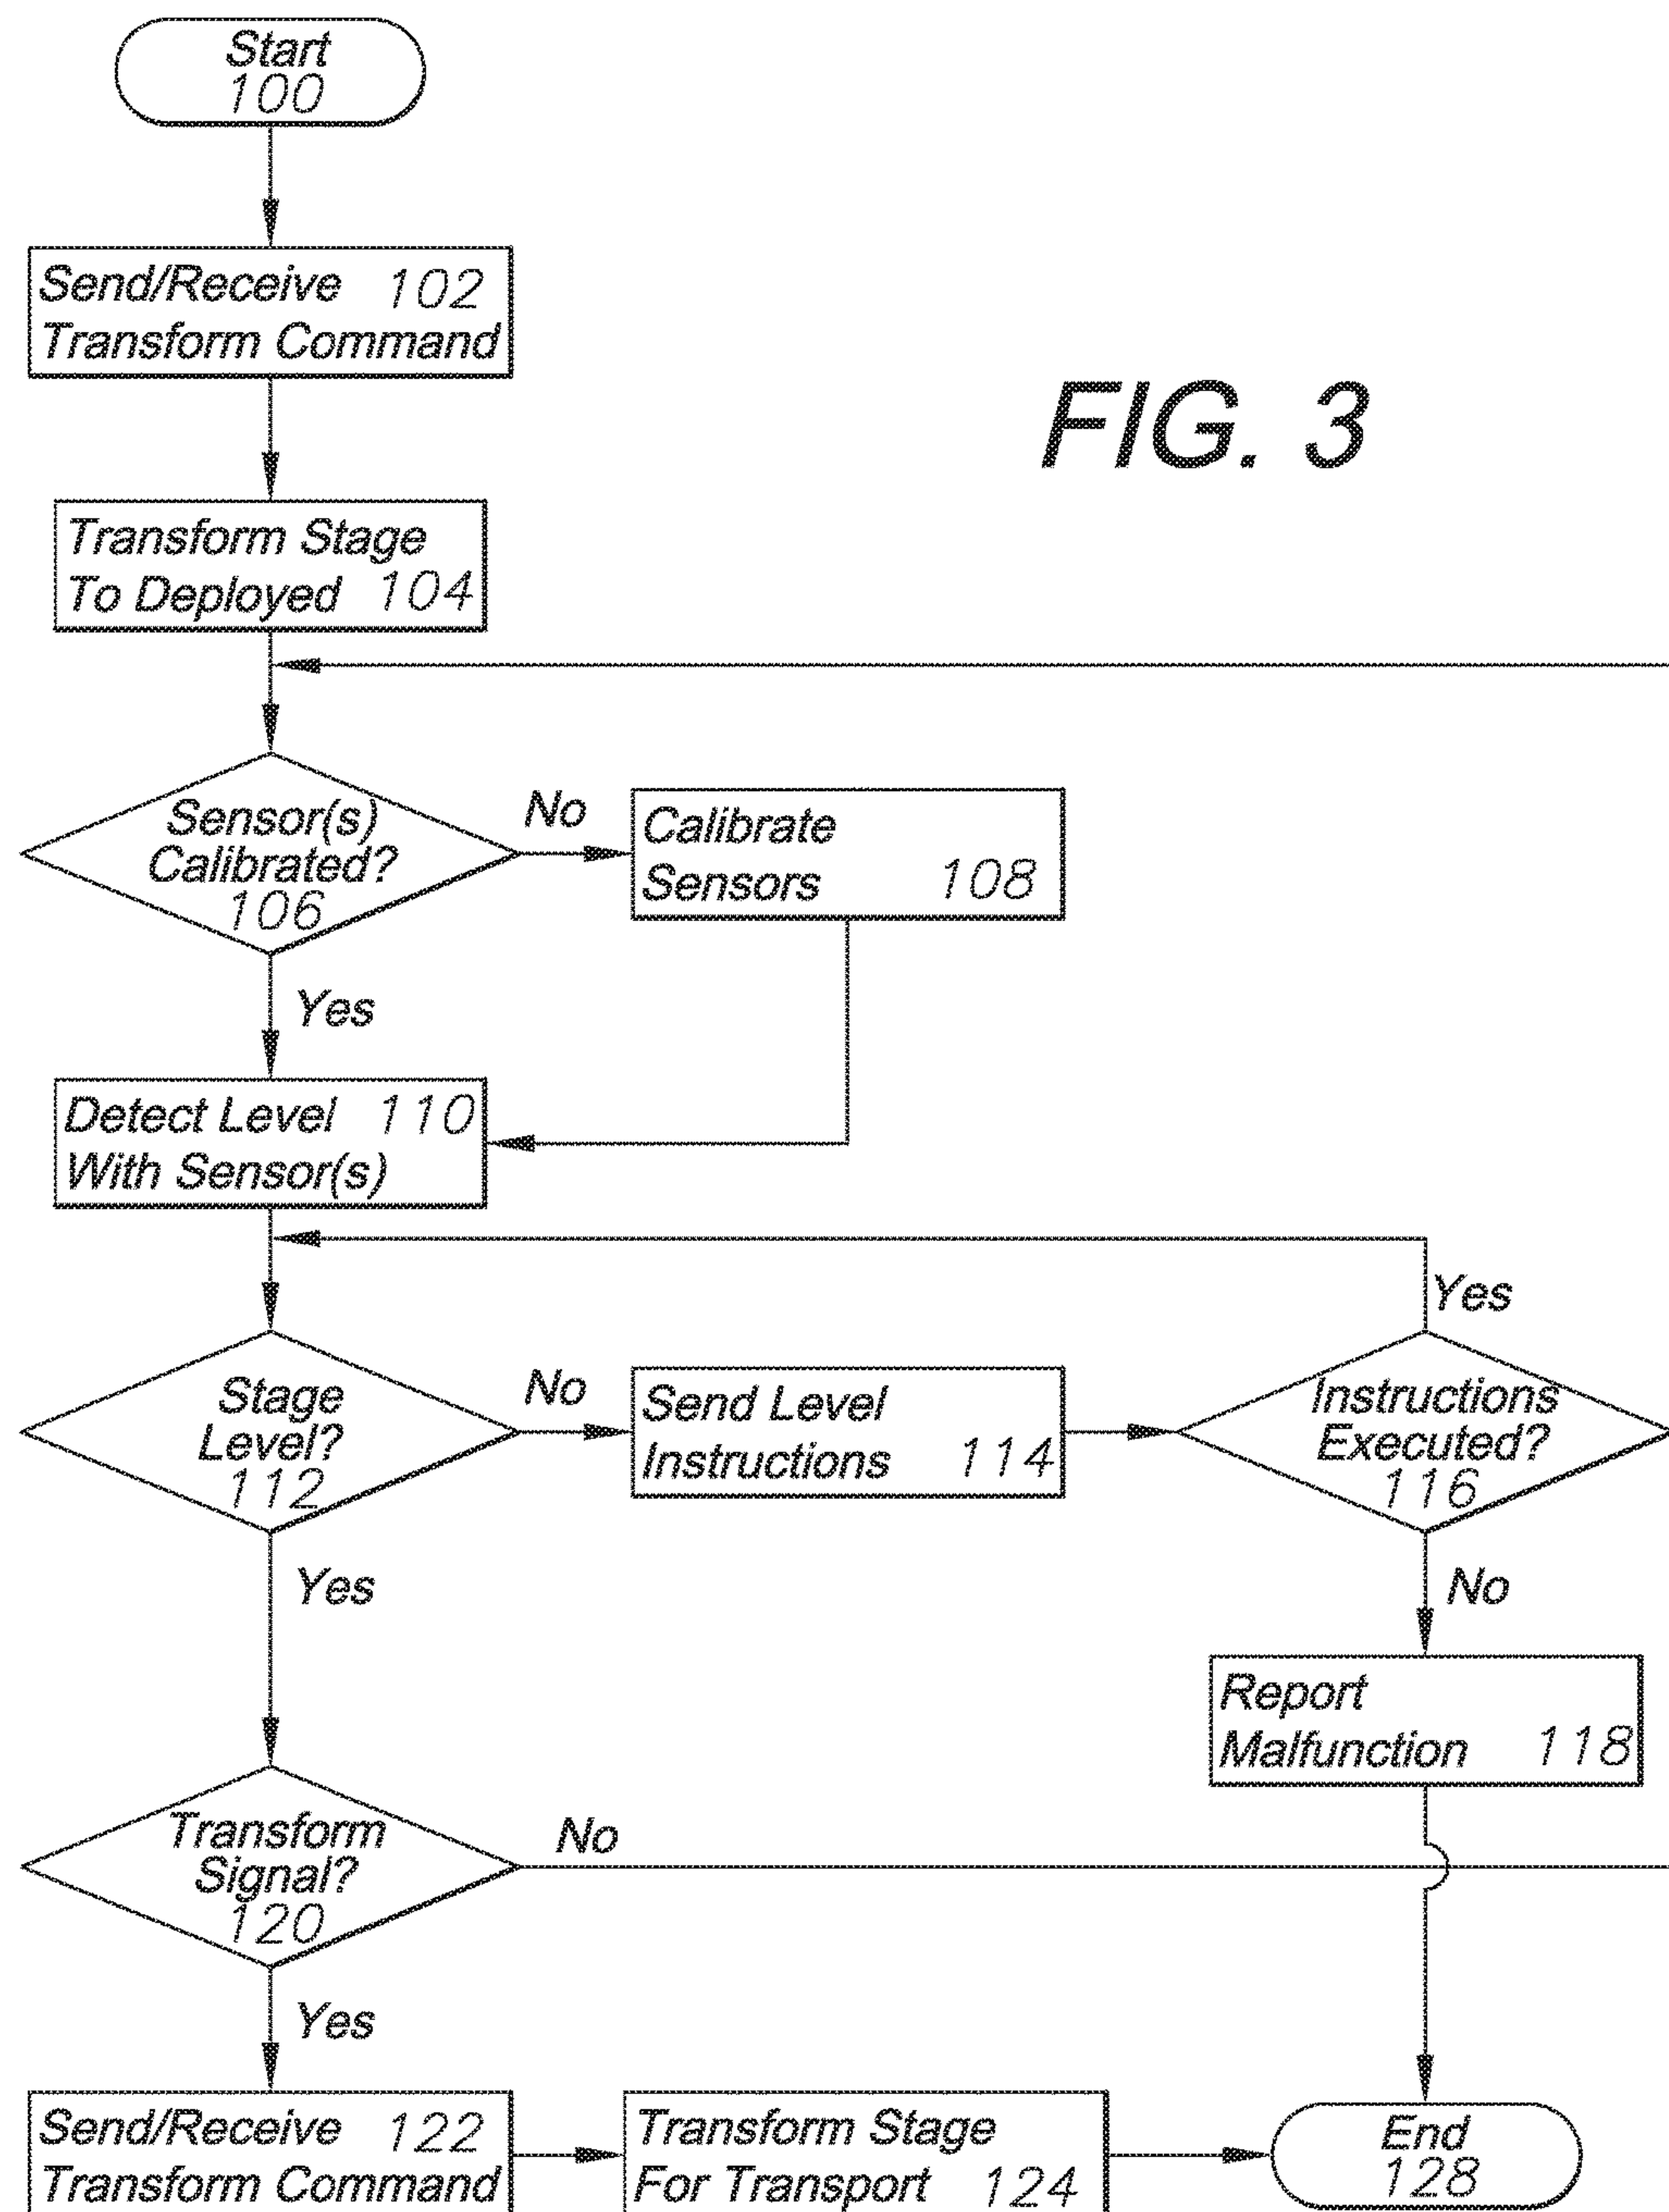 Start
100
Send/Receive 102
Transform Command
FIG. 3
Transform Stage
To Deployed 104
Sensor(s)
Calibrated?
106
No
Calibrate
Sensors 108
Yes
Detect Level 110
With Sensor(s)
Stage
Level?
112
No
Send Level
Instructions 114
Instructions
Executed?
116
Yes
No
Yes
Report
Malfunction 118
Transform
Signal?
120
No
Yes
Send/Receive 122
Transform Command
Transform Stage
For Transport 124
End
128